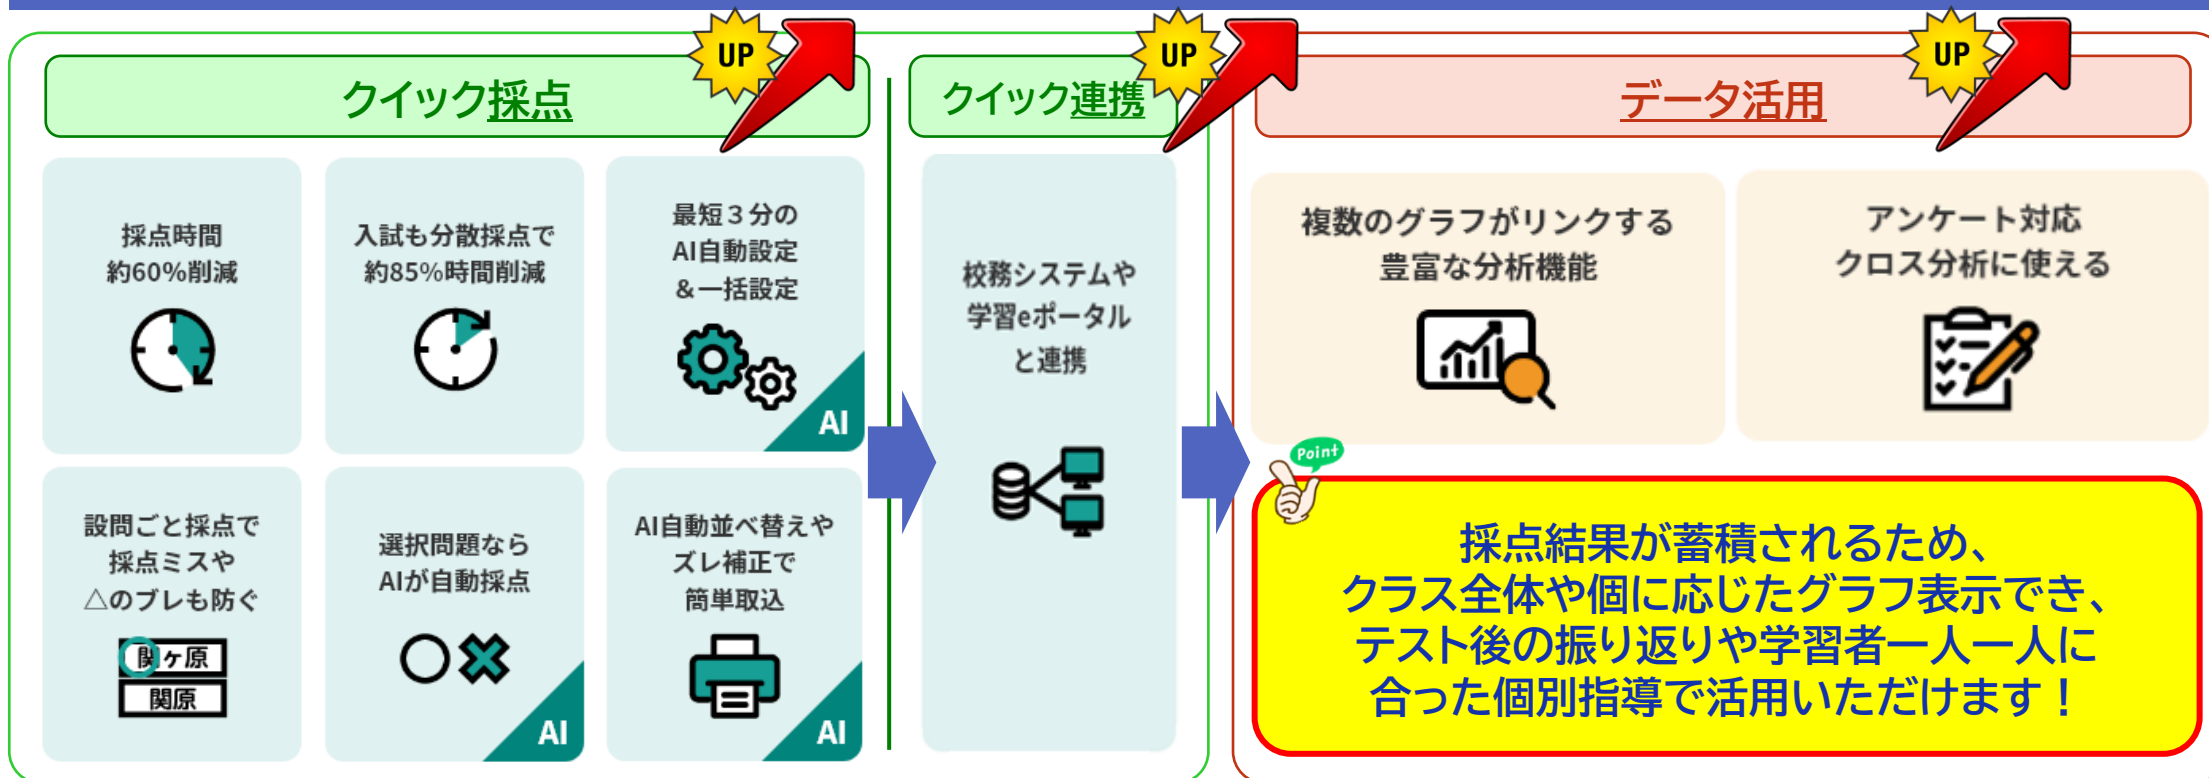 クイック採点
UP
採点時間
約60%削減
入試も分散採点で
約85%時間削減
最短３分の
AI自動設定
＆一括設定
AI
設問ごと採点で
採点ミスや
△のブレも防ぐ
関ヶ原
関原
選択問題なら
AIが自動採点
AI
AI自動並べ替えや
ズレ補正で
簡単取込
AI
クイック連携
UP
校務システムや
学習eポータル
と連携
データ活用
UP
複数のグラフがリンクする
豊富な分析機能
アンケート対応
クロス分析に使える
Point
採点結果が蓄積されるため、
クラス全体や個に応じたグラフ表示でき、
テスト後の振り返りや学習者一人一人に
合った個別指導で活用いただけます！